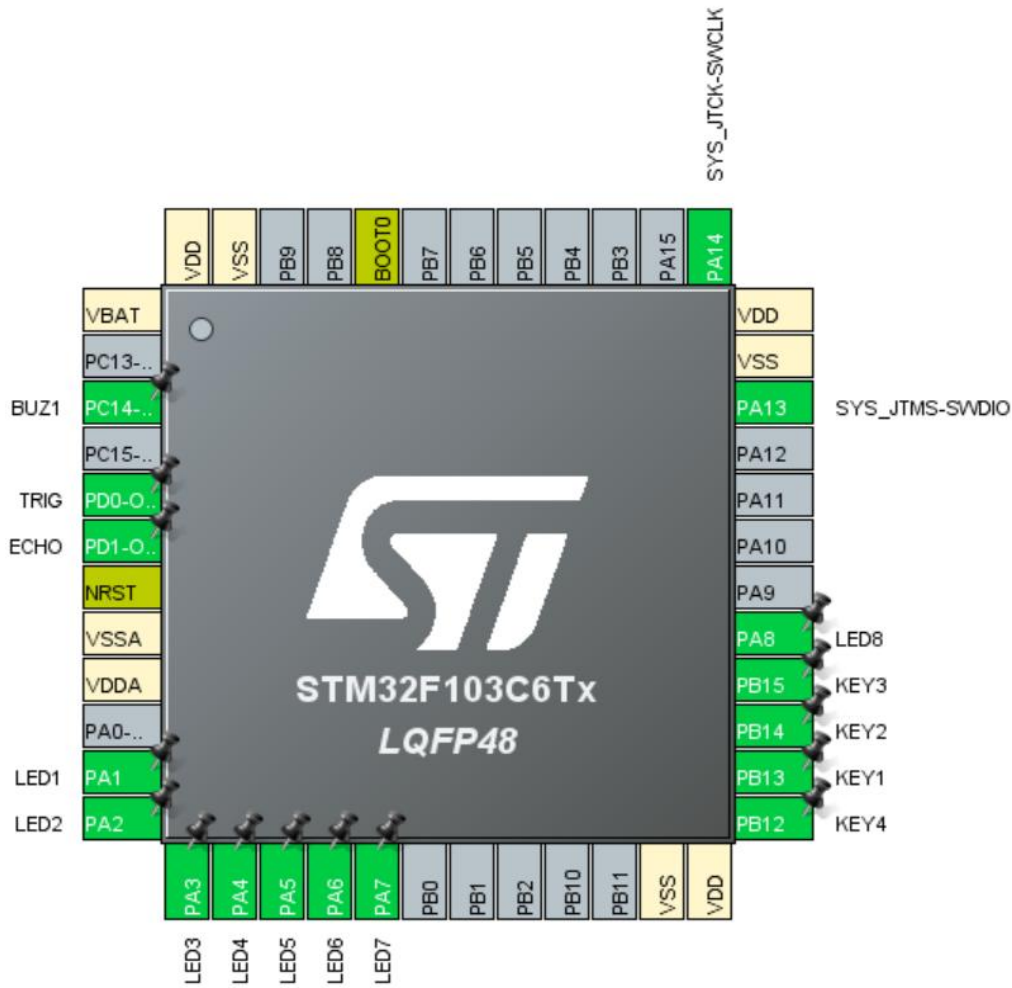 SYS_JTCK-SWCLK
VDD
VSS
PB9
PB8
BOOT0
PB7
PB6
PB5
PB4
PB3
PA15
PA14
VBAT
PC13-..
BUZ1 PC14-..
PC15-..
TRIG PD0-O..
ECHO PD1-O..
NRST
VSSA
VDDA
PA0-..
LED1 PA1
LED2 PA2
ST
STM32F103C6Tx
LQFP48
VDD
VSS
PA13 SYS_JTMS-SWDIO
PA12
PA11
PA10
PA9
PA8 LED8
PB15 KEY3
PB14 KEY2
PB13 KEY1
PB12 KEY4
PA3
PA4
PA5
PA6
PA7
PB0
PB1
PB2
PB10
PB11
VSS
VDD
LED3
LED4
LED5
LED6
LED7